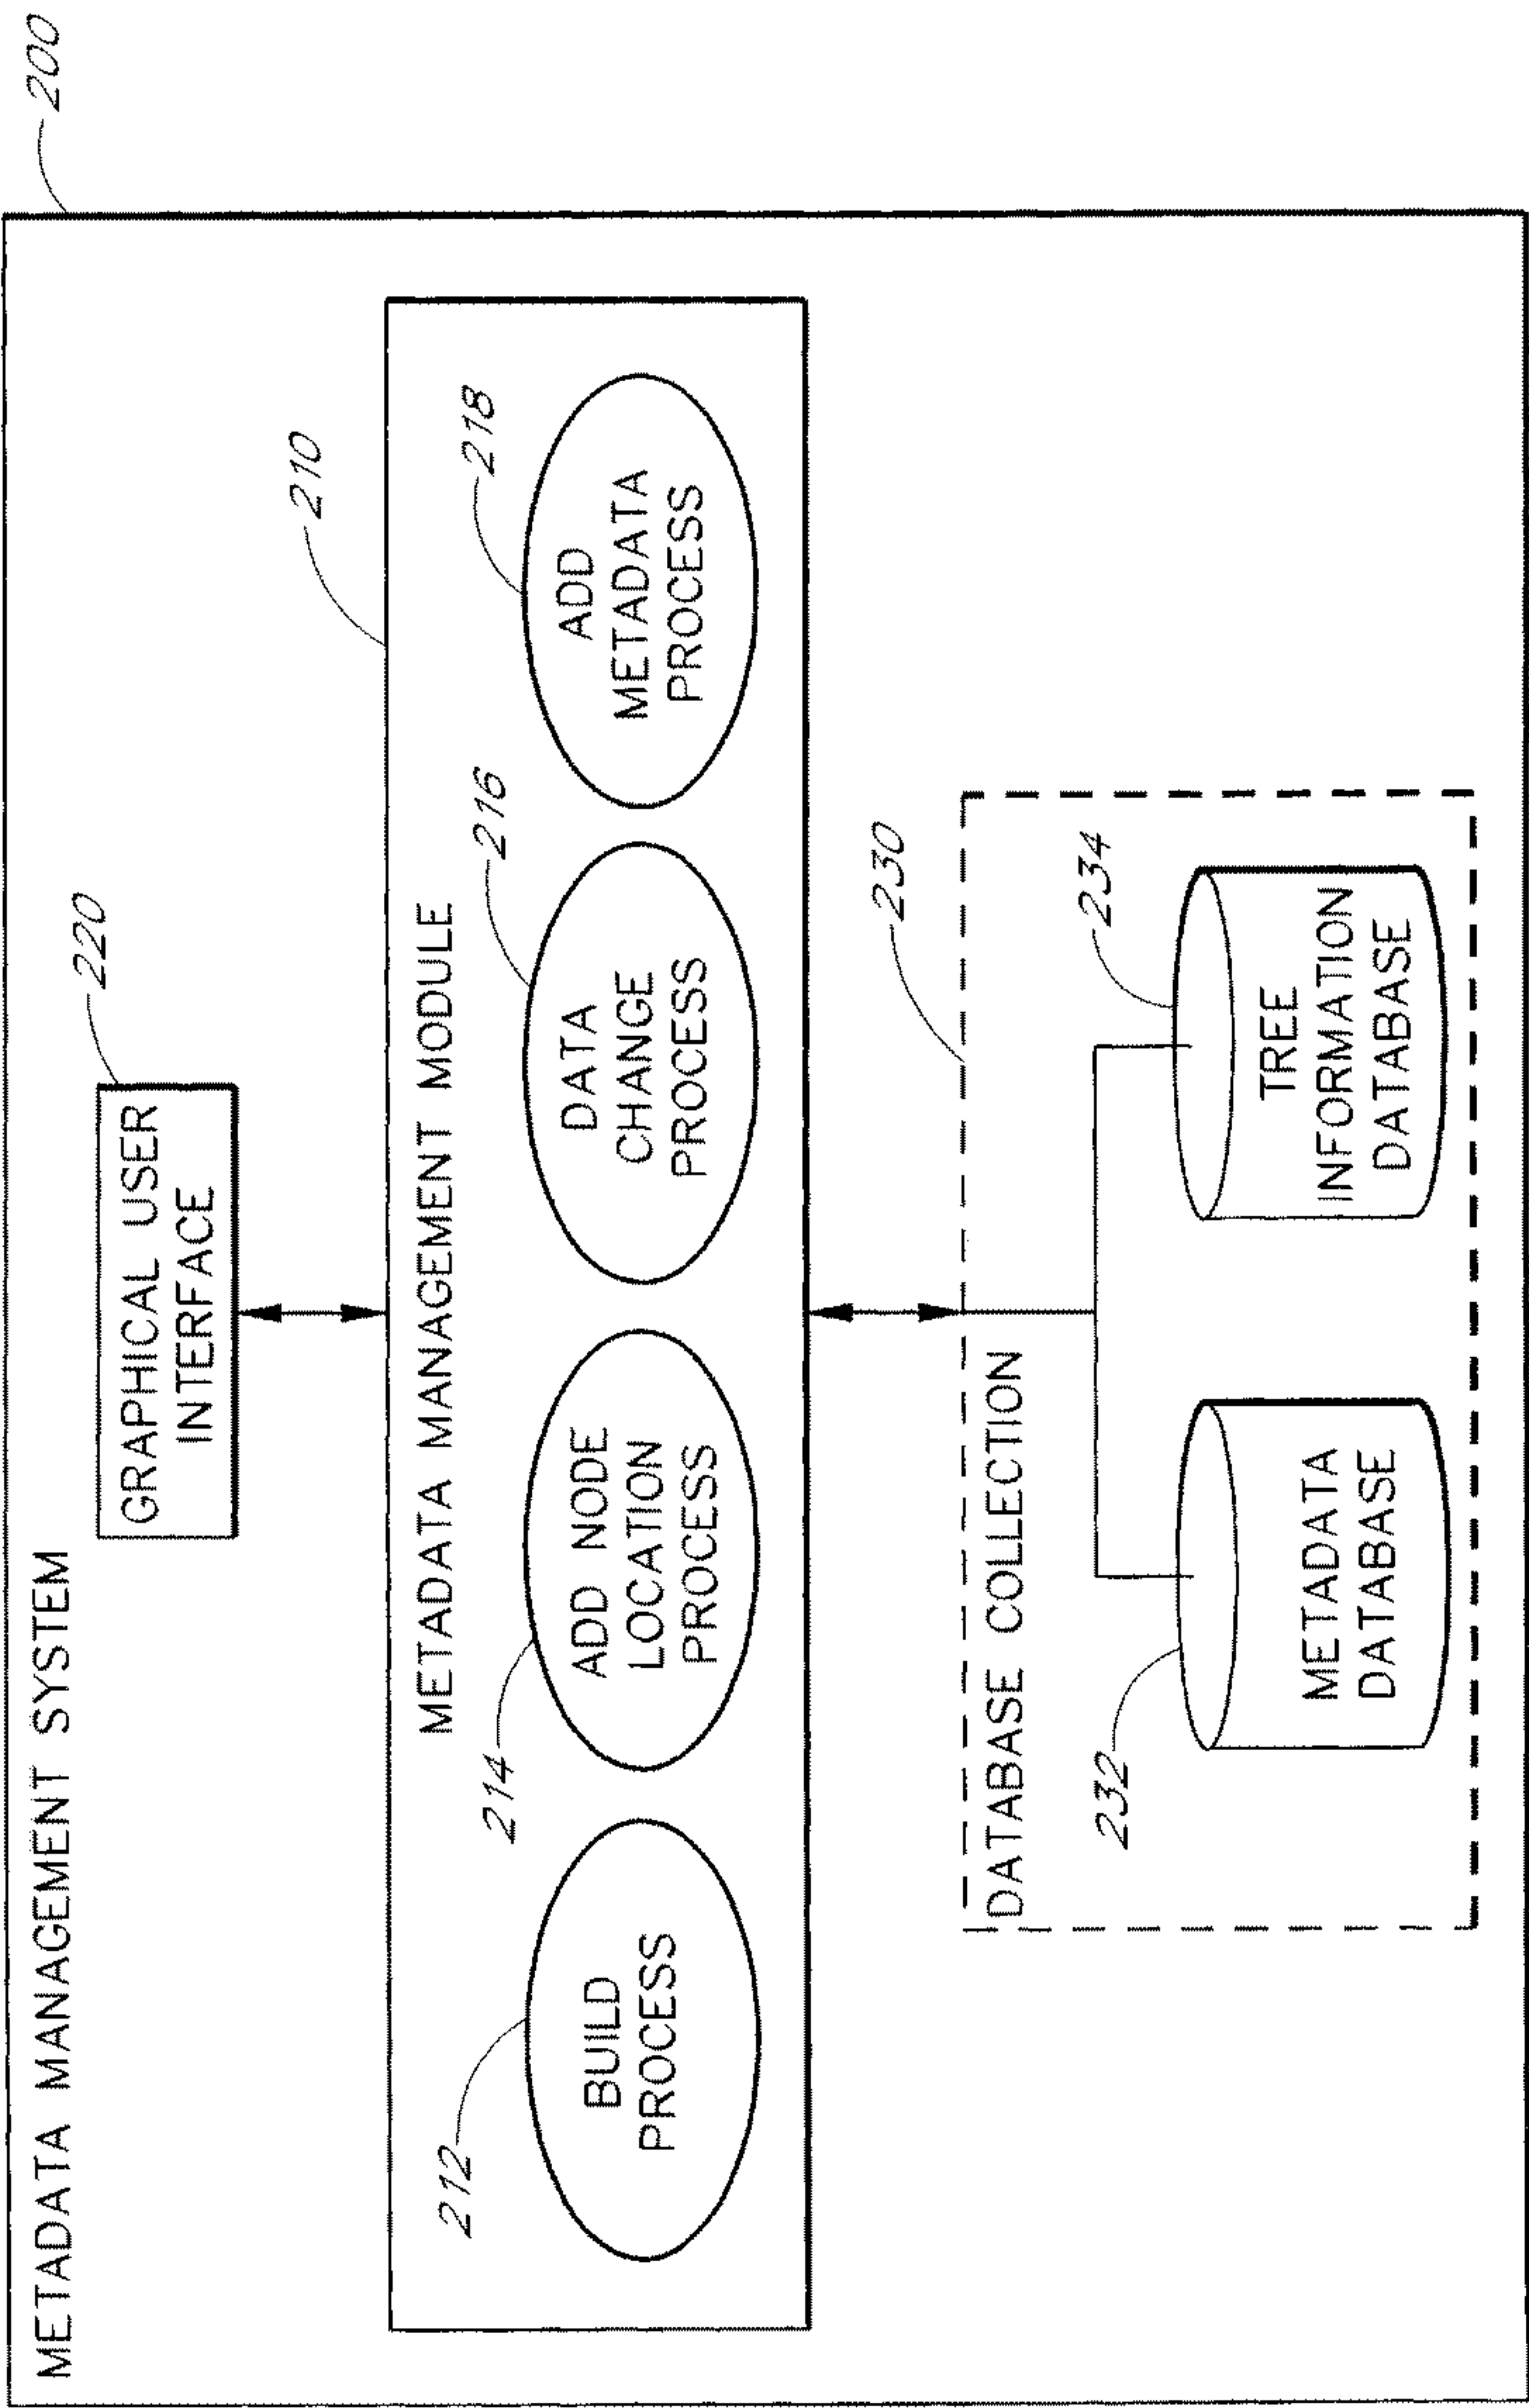 200
METADATA MANAGEMENT SYSTEM
220
GRAPHICAL USER
INTERFACE
210
METADATA MANAGEMENT MODULE
212
BUILD
PROCESS
214
ADD NODE
LOCATION
PROCESS
216
DATA
CHANGE
PROCESS
218
ADD
METADATA
PROCESS
230
DATABASE COLLECTION
232
METADATA
DATABASE
234
TREE
INFORMATION
DATABASE